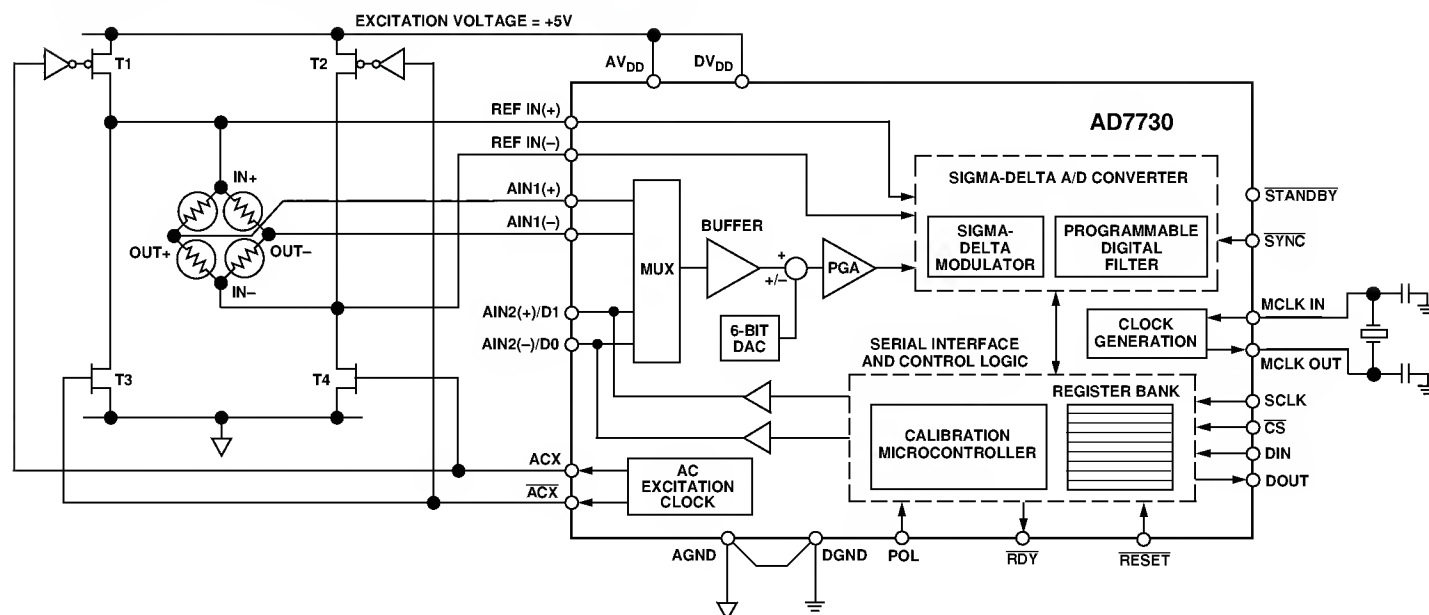 EXCITATION VOLTAGE = +5V
T1
T2
AVDD
DVDD
REF IN(+)
REF IN(–)
AIN1(+)
AIN1(–)
IN+
OUT+
OUT–
IN–
AIN2(+)/D1
AIN2(–)/D0
T3
T4
ACX
ACX
AD7730
SIGMA-DELTA A/D CONVERTER
SIGMA-
DELTA
MODULATOR
PROGRAMMABLE
DIGITAL
FILTER
BUFFER
MUX
+
+/–
PGA
6-BIT
DAC
SERIAL INTERFACE
AND CONTROL LOGIC
CLOCK
GENERATION
REGISTER BANK
CALIBRATION
MICROCONTROLLER
AC
EXCITATION
CLOCK
STANDBY
SYNC
MCLK IN
MCLK OUT
SCLK
CS
DIN
DOUT
AGND
DGND
POL
RDY
RESET